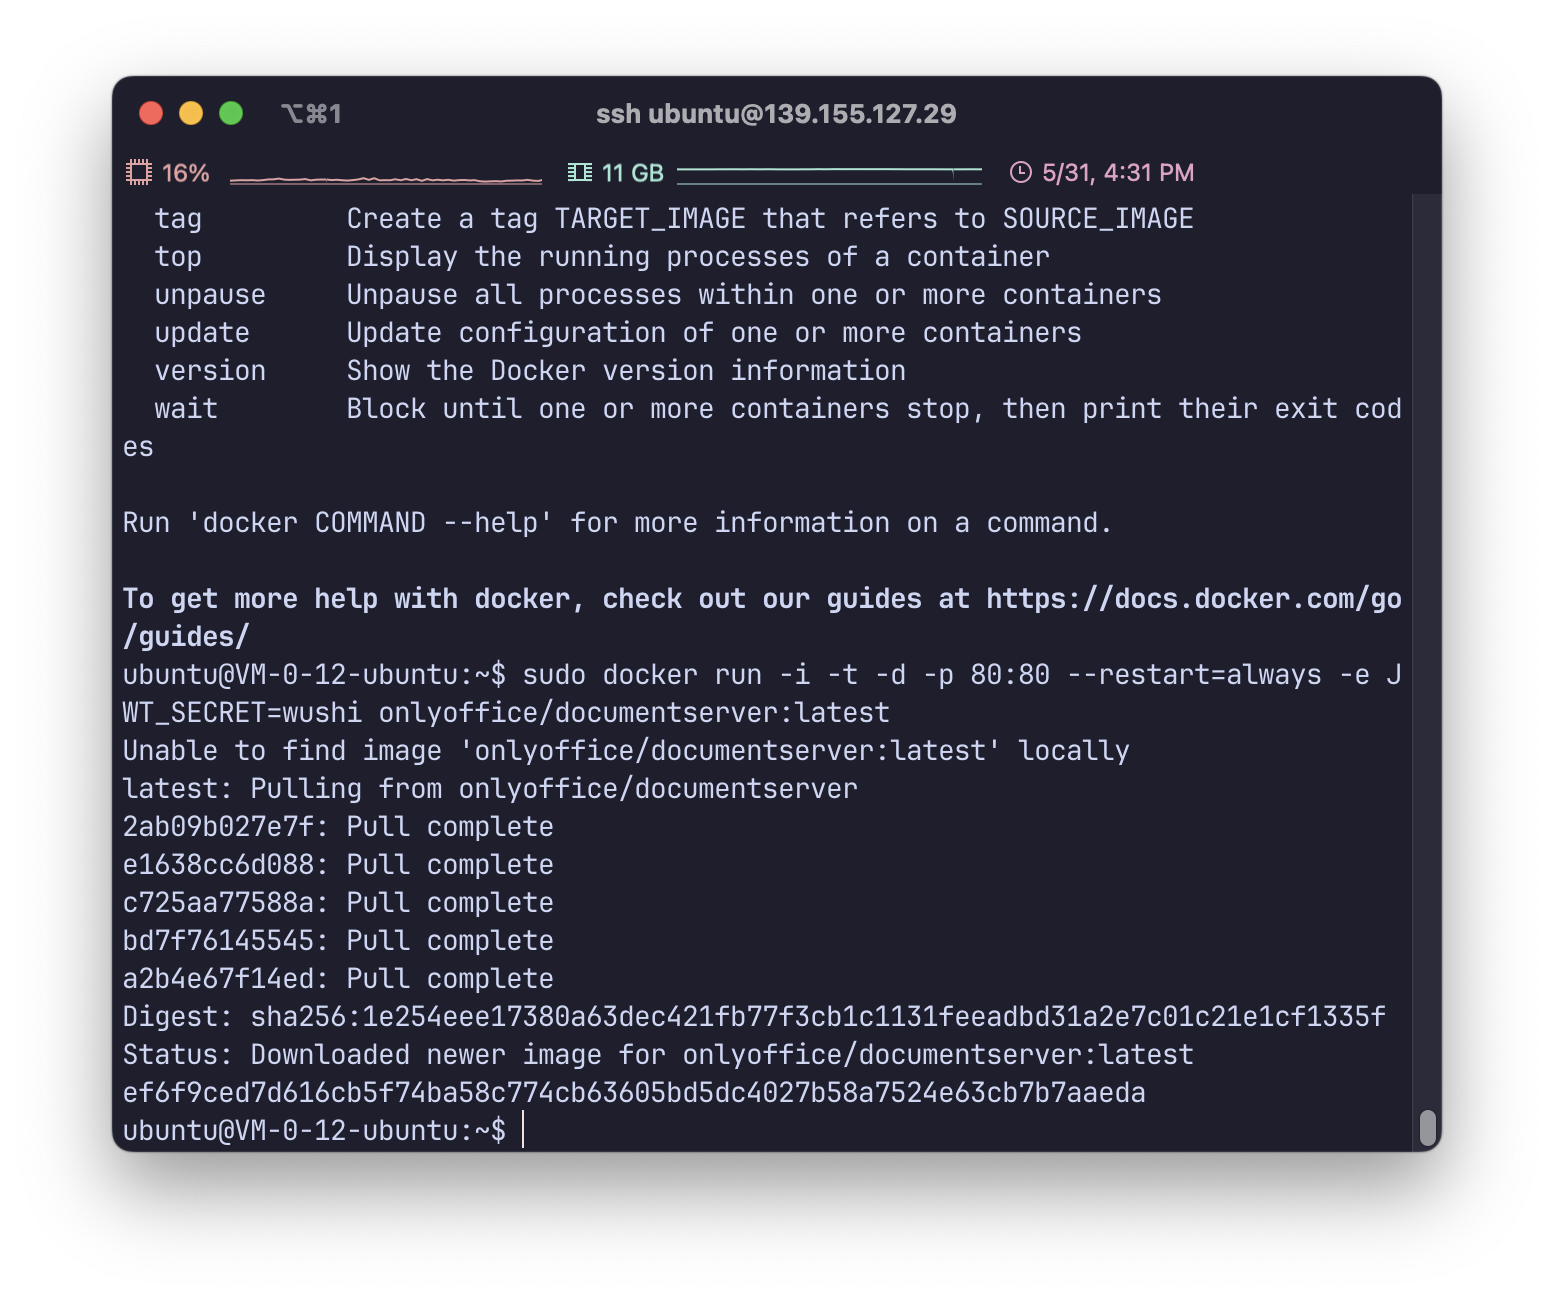 ⌥⌘1
ssh ubuntu@139.155.127.29
16%
11 GB
5/31, 4:31 PM
tag         Create a tag TARGET_IMAGE that refers to SOURCE_IMAGE
top         Display the running processes of a container
unpause     Unpause all processes within one or more containers
update      Update configuration of one or more containers
version     Show the Docker version information
wait        Block until one or more containers stop, then print their exit cod
es
Run 'docker COMMAND --help' for more information on a command.
To get more help with docker, check out our guides at https://docs.docker.com/go
/guides/
ubuntu@VM-0-12-ubuntu:~$ sudo docker run -i -t -d -p 80:80 --restart=always -e J
WT_SECRET=wushi onlyoffice/documentserver:latest
Unable to find image 'onlyoffice/documentserver:latest' locally
latest: Pulling from onlyoffice/documentserver
2ab09b027e7f: Pull complete
e1638cc6d088: Pull complete
c725aa77588a: Pull complete
bd7f76145545: Pull complete
a2b4e67f14ed: Pull complete
Digest: sha256:1e254eee17380a63dec421fb77f3cb1c1131feeadbd31a2e7c01c21e1cf1335f
Status: Downloaded newer image for onlyoffice/documentserver:latest
ef6f9ced7d616cb5f74ba58c774cb63605bd5dc4027b58a7524e63cb7b7aaeda
ubuntu@VM-0-12-ubuntu:~$